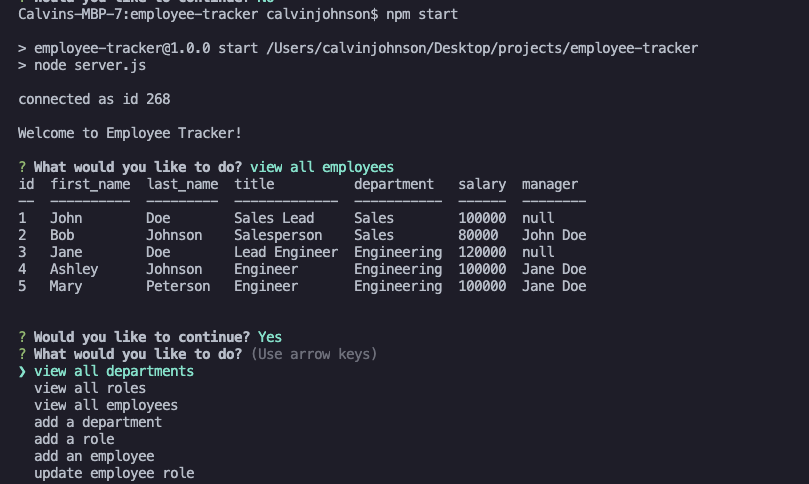 ? Would you like to continue? No
Calvins-MBP-7:employee-tracker calvinjohnson$ npm start
> employee-tracker@1.0.0 start /Users/calvinjohnson/Desktop/projects/employee-tracker
> node server.js
connected as id 268
Welcome to Employee Tracker!
? What would you like to do? view all employees
id  first_name  last_name  title          department   salary  manager
--  ----------  ---------  -------------  -----------  ------  --------
1   John        Doe        Sales Lead     Sales        100000  null
2   Bob         Johnson    Salesperson    Sales        80000   John Doe
3   Jane        Doe        Lead Engineer  Engineering  120000  null
4   Ashley      Johnson    Engineer       Engineering  100000  Jane Doe
5   Mary        Peterson   Engineer       Engineering  100000  Jane Doe
? Would you like to continue? Yes
? What would you like to do? (Use arrow keys)
❯ view all departments
  view all roles
  view all employees
  add a department
  add a role
  add an employee
  update employee role